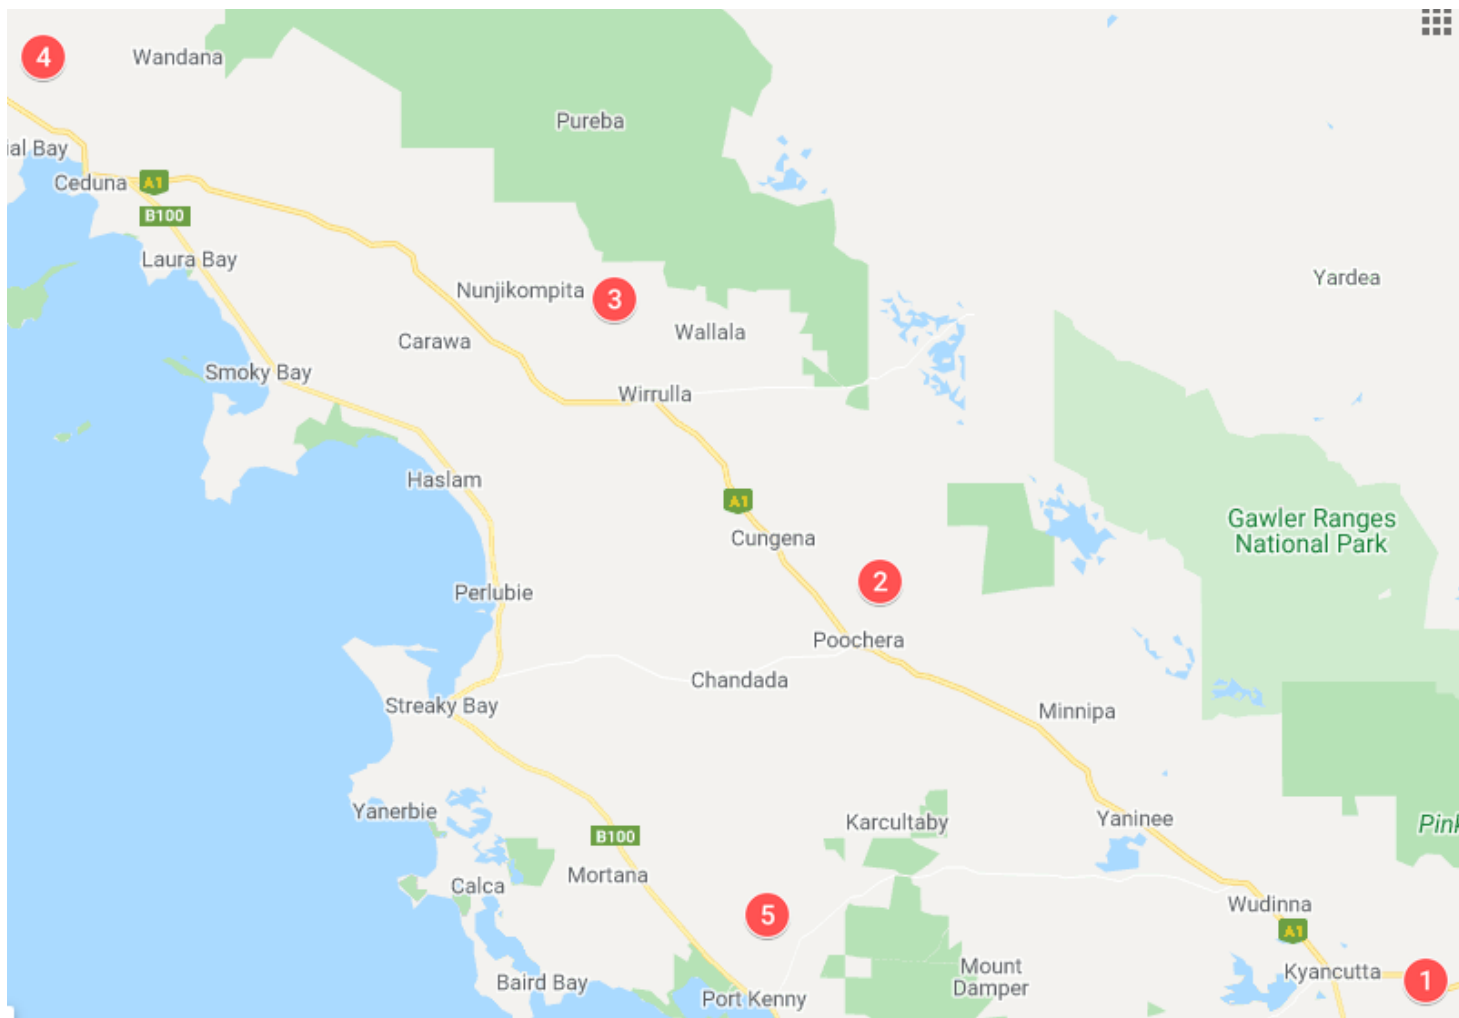 4
Wandana
Pureba
ial Bay
Ceduna
A1
B100
Laura Bay
Yardea
Nunjikompita
3
Wallala
Carawa
Smoky Bay
Wirrulla
Haslam
A1
Gawler Ranges
National Park
Cungena
2
Perlubie
Poochera
Chandada
Streaky Bay
Minnipa
Yanerbie
Karcultaby
Yaninee
Pink
B100
Mortana
Calca
Wudinna
5
A1
Mount
Damper
Kyancutta
1
Baird Bay
Port Kenny